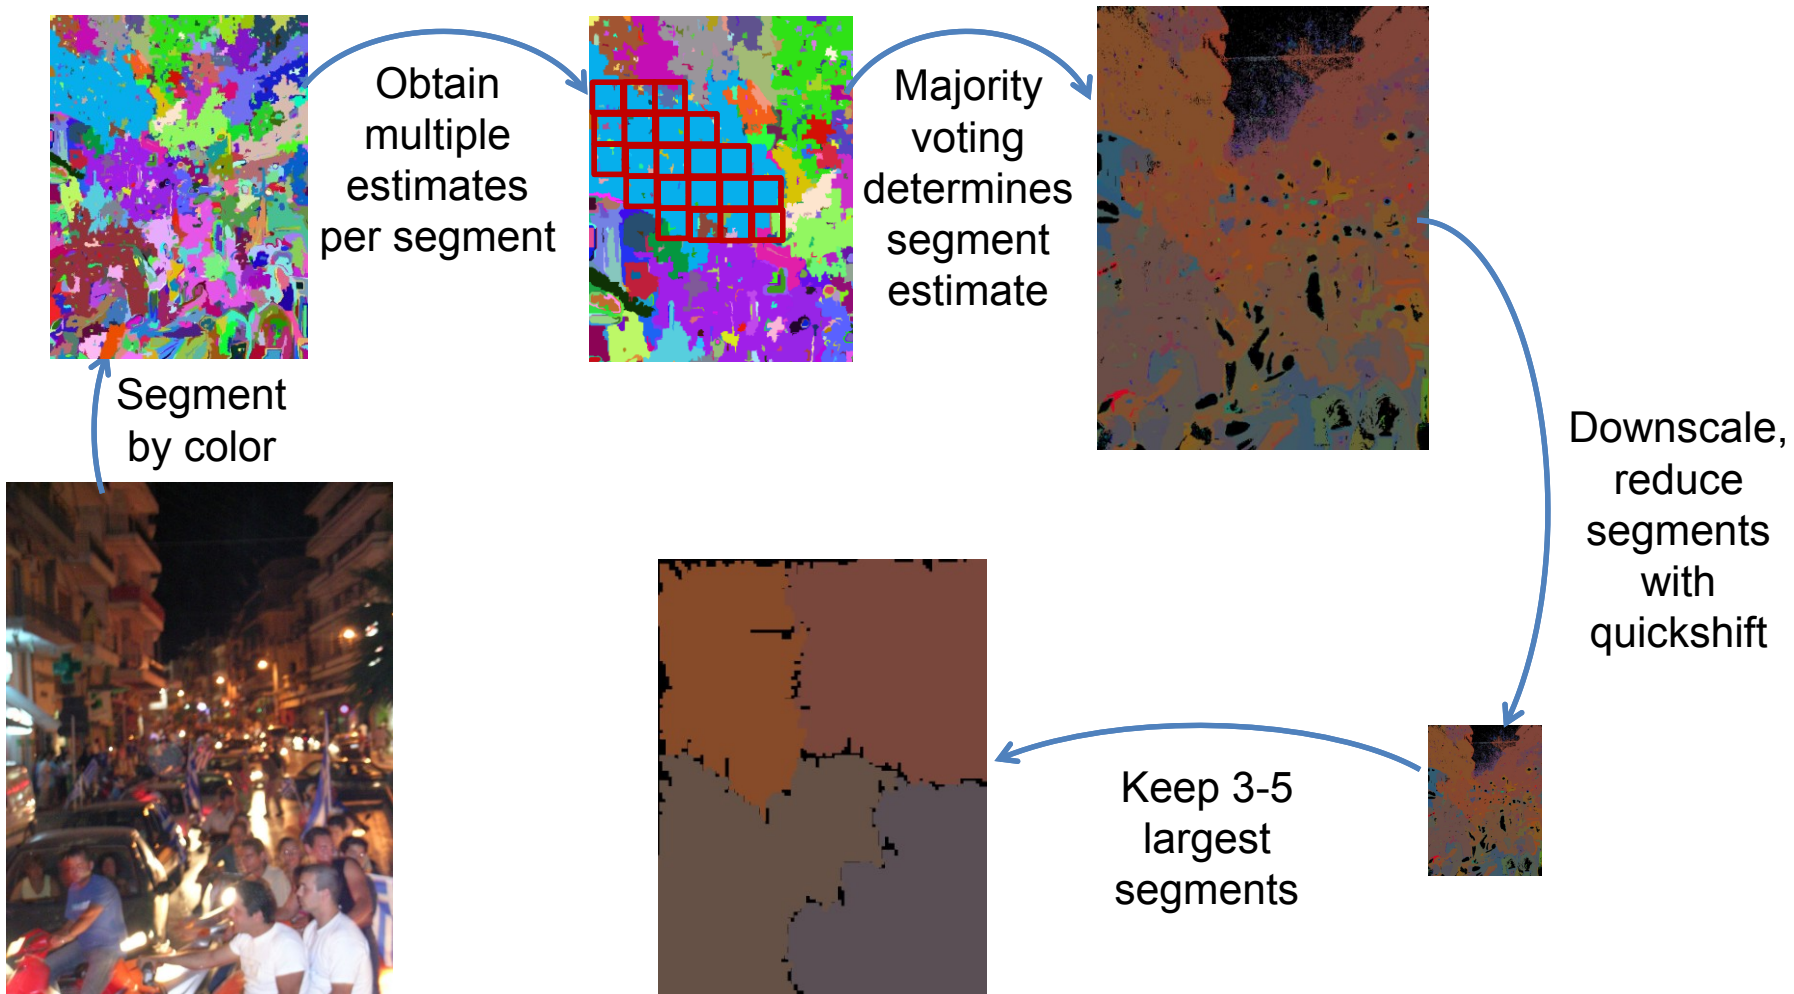 Segment
by color
Obtain
multiple
estimates
per segment
Majority
voting
determines
segment
estimate
Downscale,
reduce
segments
with
quickshift
Keep 3-5
largest
segments